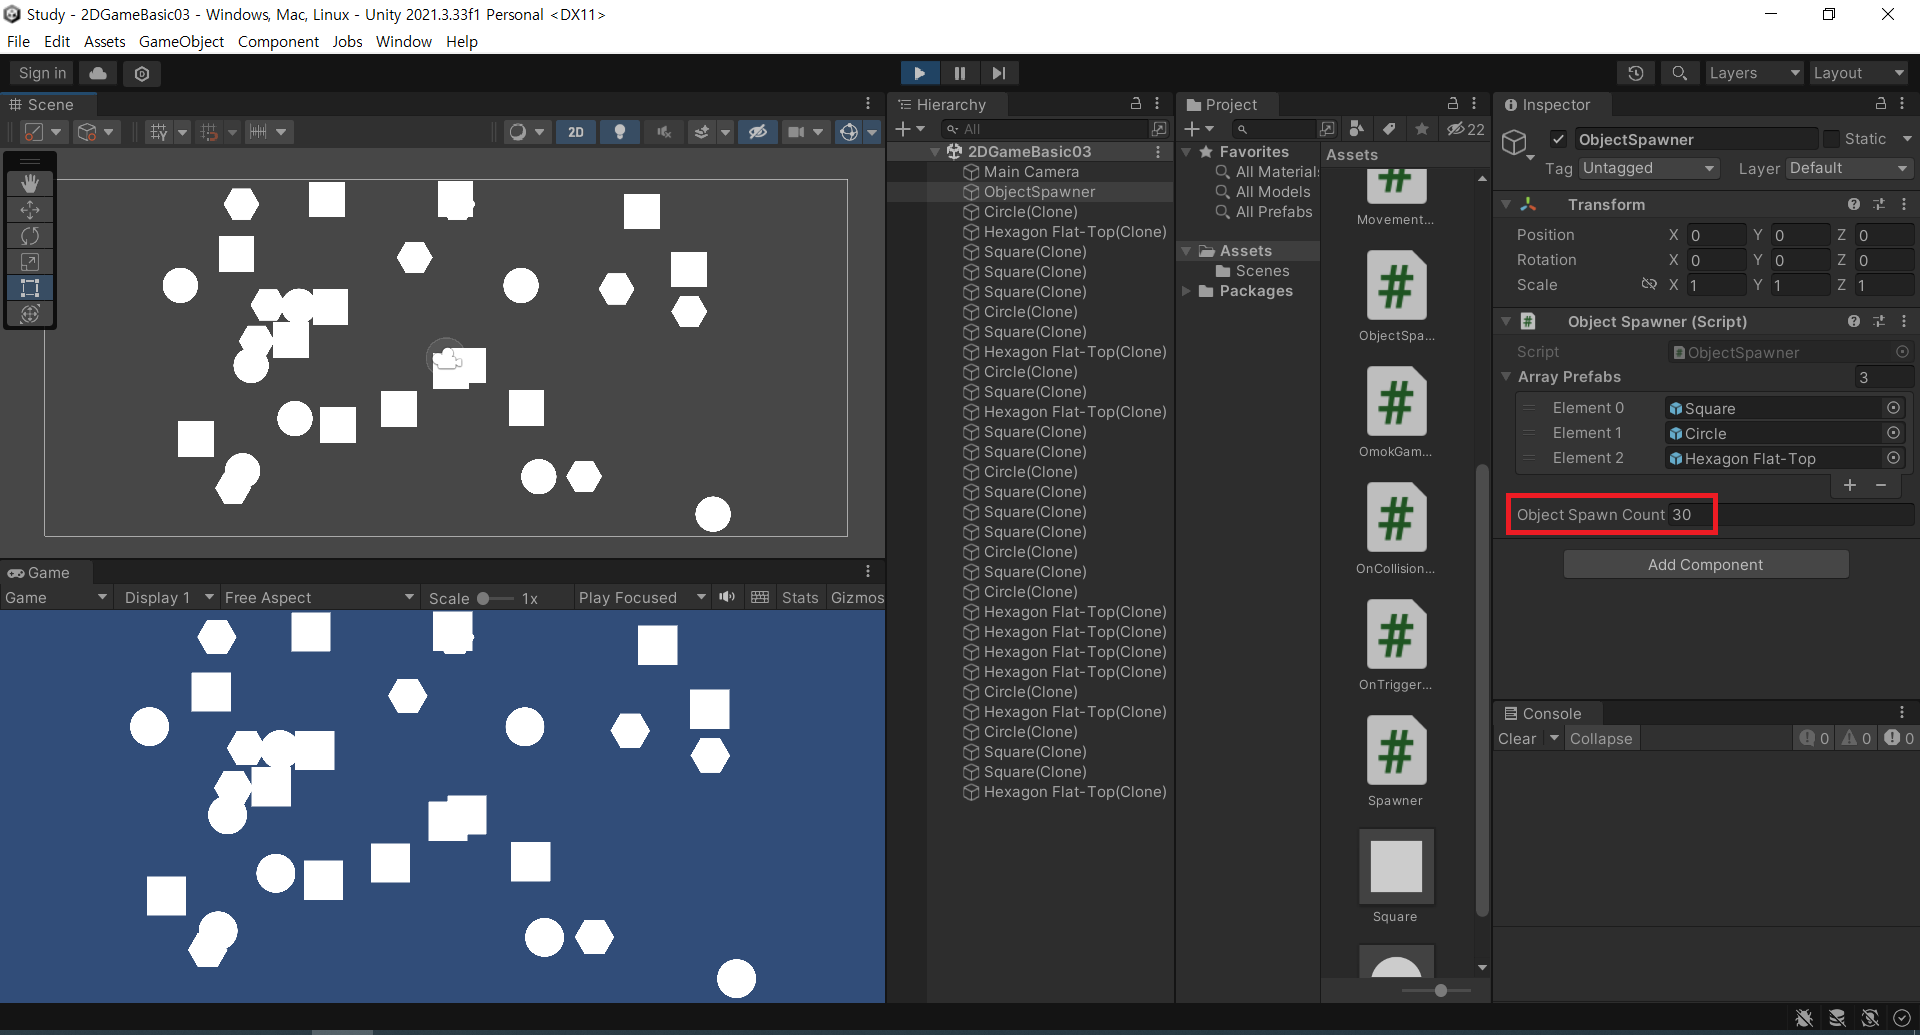 Study - 2DGameBasic03 - Windows, Mac, Linux - Unity 2021.3.33f1 Personal <DX11>
File Edit Assets GameObject Component Jobs Window Help
Sign in
Layers
Layout
Scene
2D
Game
Game
Display 1
Free Aspect
Scale
1x
Play Focused
Stats
Gizmos
Hierarchy
All
2DGameBasic03
Main Camera
ObjectSpawner
Circle(Clone)
Hexagon Flat-Top(Clone)
Square(Clone)
Square(Clone)
Square(Clone)
Circle(Clone)
Square(Clone)
Hexagon Flat-Top(Clone)
Circle(Clone)
Square(Clone)
Hexagon Flat-Top(Clone)
Square(Clone)
Square(Clone)
Circle(Clone)
Square(Clone)
Square(Clone)
Square(Clone)
Circle(Clone)
Square(Clone)
Circle(Clone)
Hexagon Flat-Top(Clone)
Hexagon Flat-Top(Clone)
Hexagon Flat-Top(Clone)
Hexagon Flat-Top(Clone)
Circle(Clone)
Hexagon Flat-Top(Clone)
Circle(Clone)
Square(Clone)
Square(Clone)
Hexagon Flat-Top(Clone)
Project
22
Favorites
All Material
All Models
All Prefabs
Assets
Scenes
Packages
Assets
Movement...
ObjectSpa...
OmokGam...
OnCollision...
OnTrigger...
Spawner
Square
Inspector
ObjectSpawner
Static
Tag Untagged
Layer Default
Transform
Position X 0 Y 0 Z 0
Rotation X 0 Y 0 Z 0
Scale X 1 Y 1 Z 1
Object Spawner (Script)
Script ObjectSpawner
Array Prefabs 3
Element 0 Square
Element 1 Circle
Element 2 Hexagon Flat-Top
+ −
Object Spawn Count 30
Add Component
Console
Clear
Collapse
0 0 0